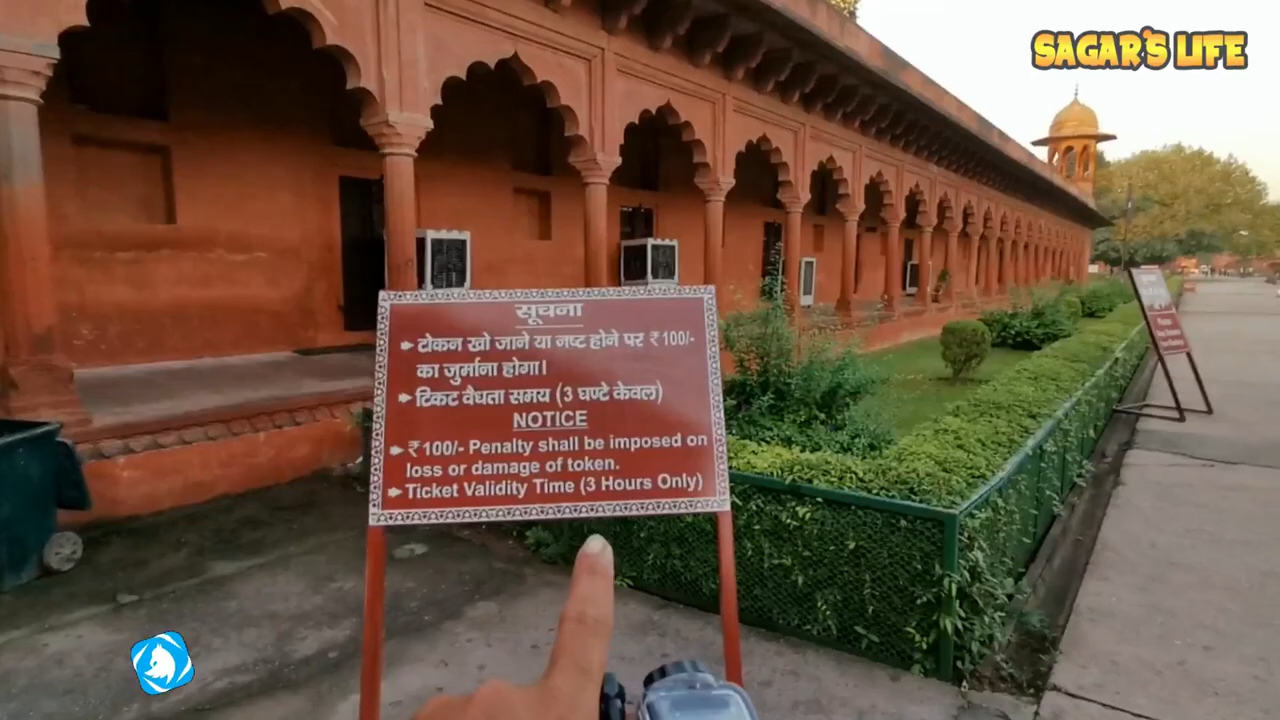 SAGAR'S LIFE
सूचना
➨ टोकन खो जाने या नष्ट होने पर ₹100/-
का जुर्माना होगा।
➨ टिकट वैधता समय (3 घण्टे केवल)
NOTICE
➨ ₹100/- Penalty shall be imposed on
loss or damage of token.
➨ Ticket Validity Time (3 Hours Only)